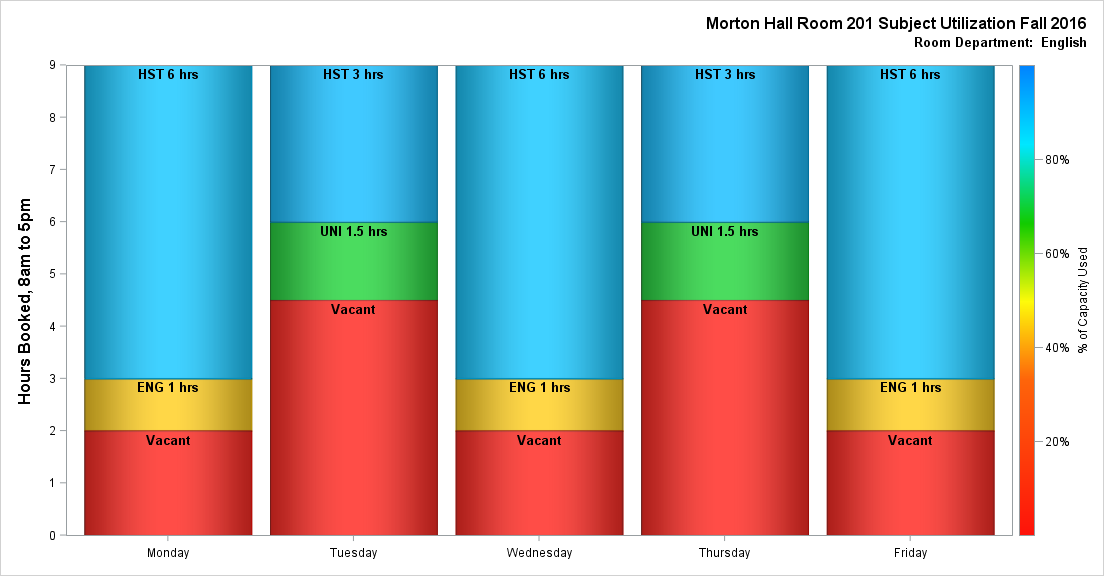 Morton Hall Room 201 Subject Utilization Fall 2016
Room Department:  English
Hours Booked, 8am to 5pm
9
8
7
6
5
4
3
2
1
0
HST 6 hrs
ENG 1 hrs
Vacant
HST 3 hrs
UNI 1.5 hrs
Vacant
HST 6 hrs
ENG 1 hrs
Vacant
HST 3 hrs
UNI 1.5 hrs
Vacant
HST 6 hrs
ENG 1 hrs
Vacant
Monday
Tuesday
Wednesday
Thursday
Friday
80%
60%
40%
20%
% of Capacity Used